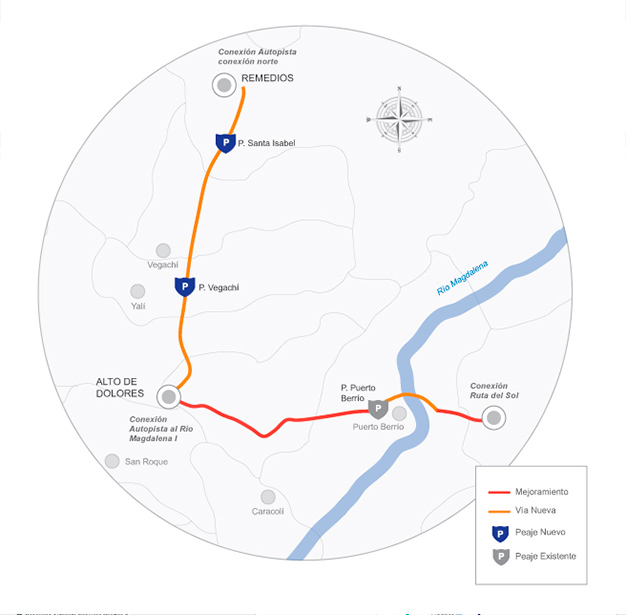 Conexión Autopista
conexión norte
REMEDIOS
N
P P. Santa Isabel
Río Magdalena
Vegachí
P P. Vegachí
Yalí
ALTO DE
DOLORES
P. Puerto
Berrío
P
Puerto Berrío
Conexión
Ruta del Sol
Conexión
Autopista al Río
Magdalena I
San Roque
Caracolí
Mejoramiento
Vía Nueva
P Peaje Nuevo
P Peaje Existente